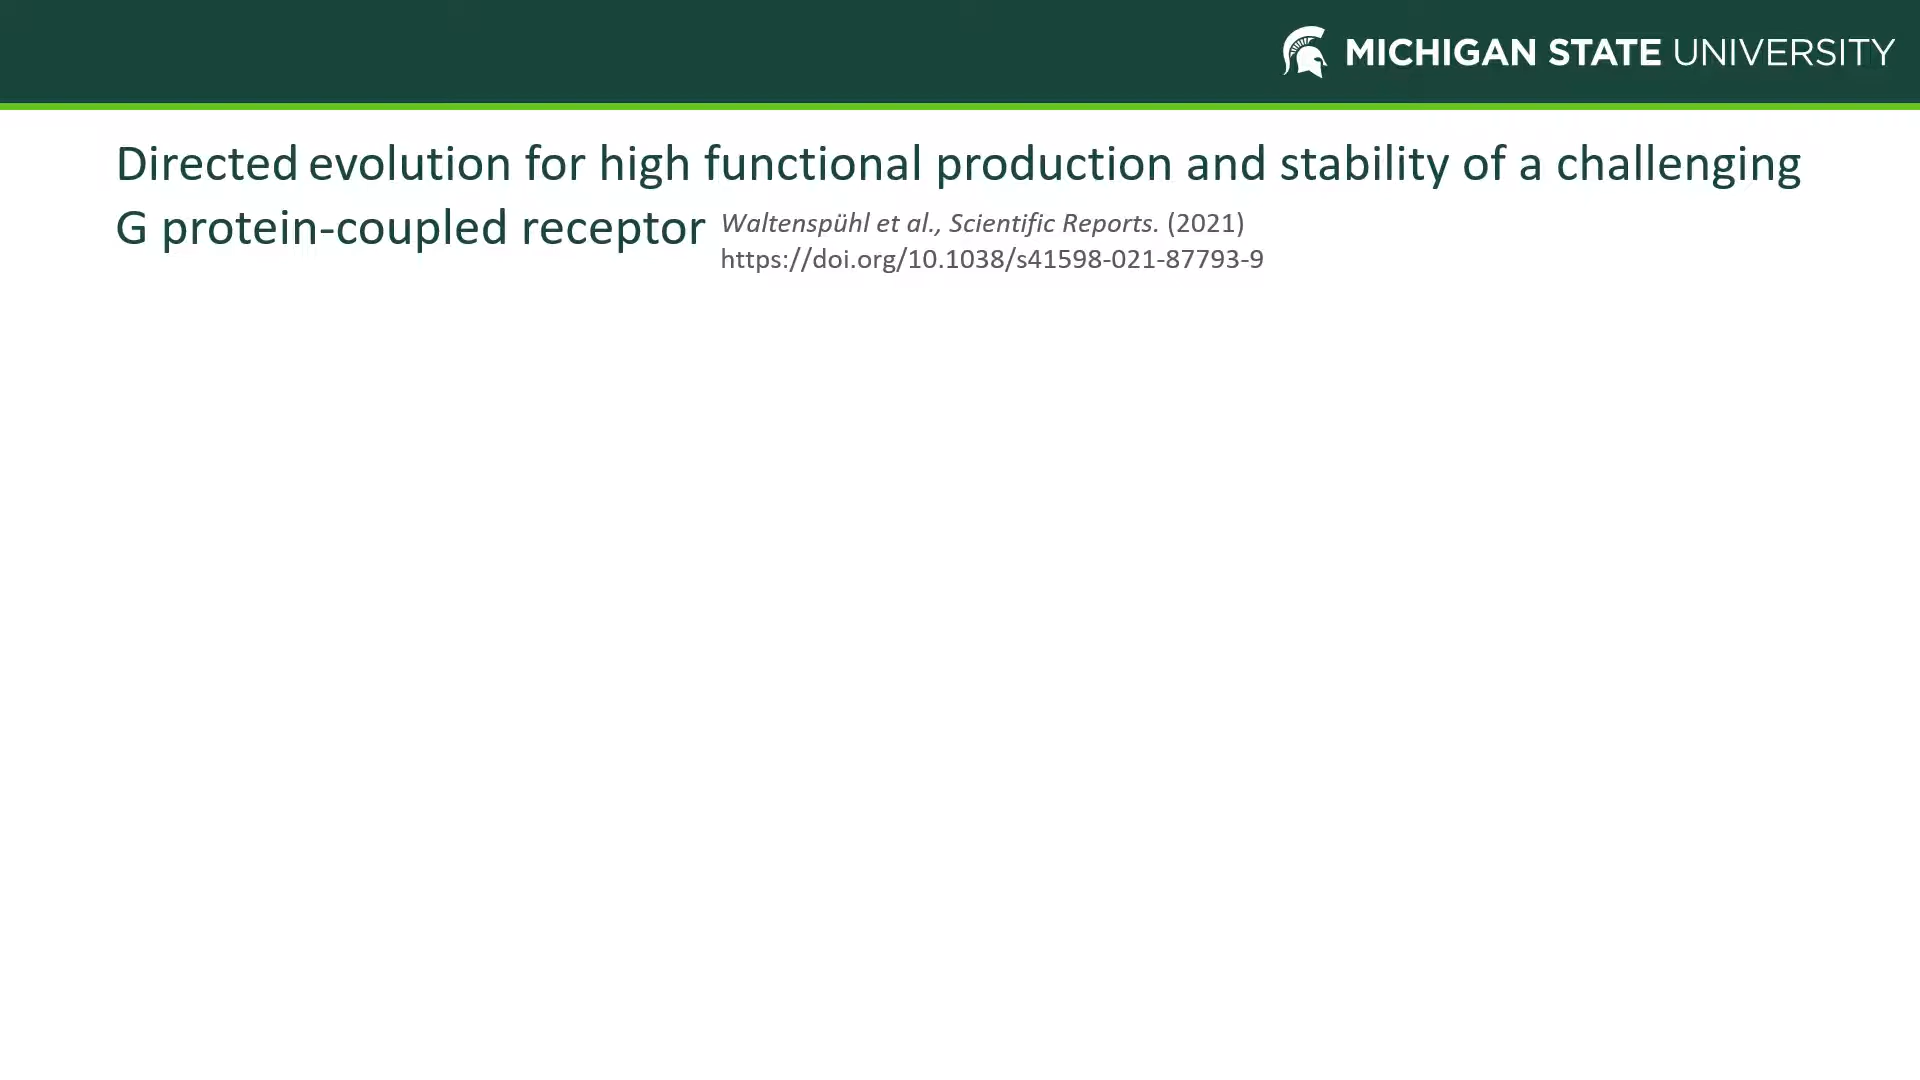 MICHIGAN STATE UNIVERSITY
Directed evolution for high functional production and stability of a challenging
G protein-coupled receptor Waltenspühl et al., Scientific Reports. (2021)
https://doi.org/10.1038/s41598-021-87793-9